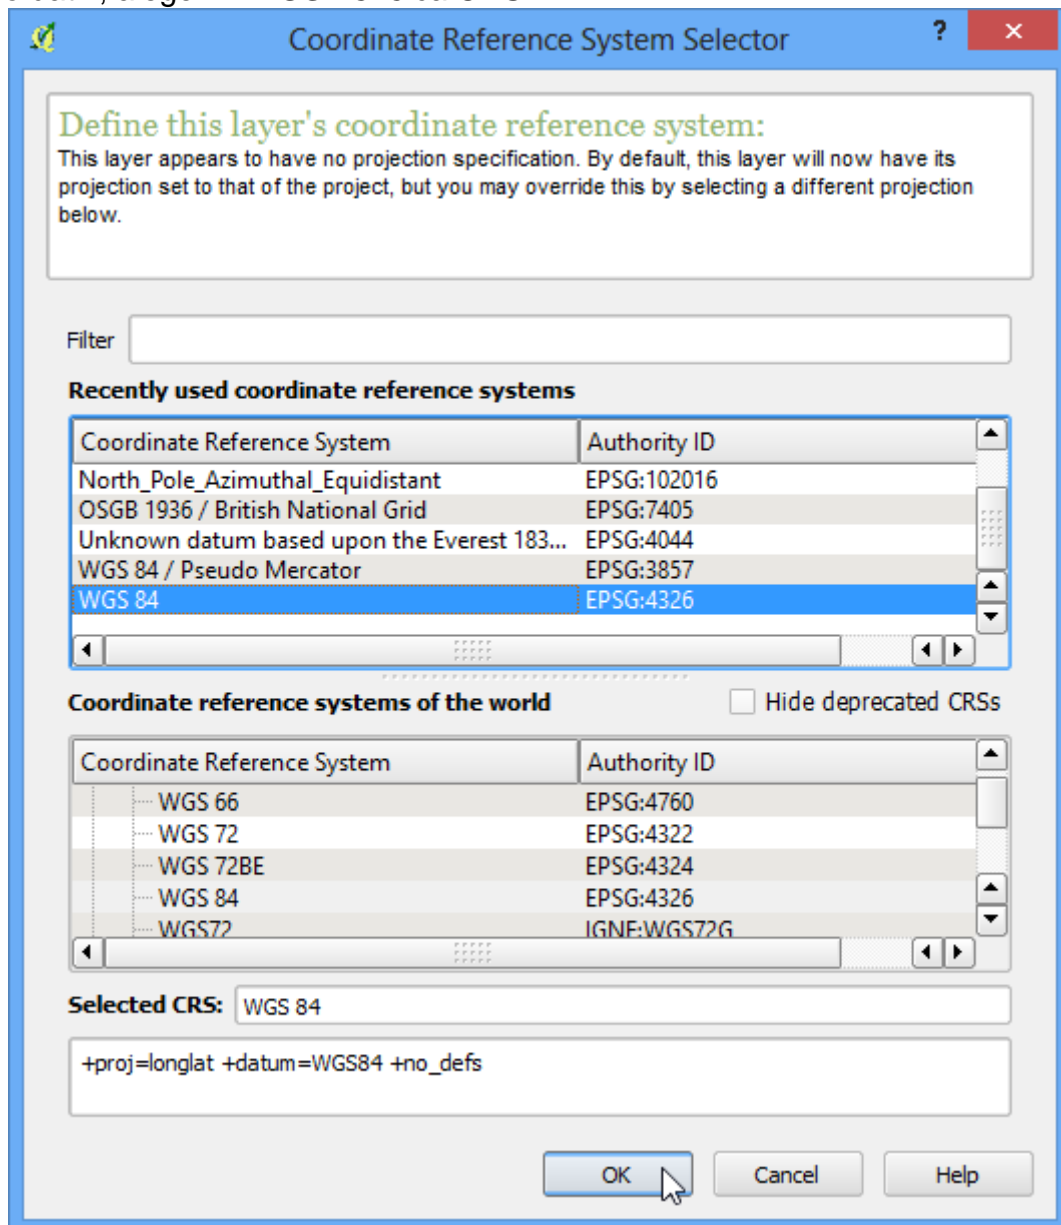 Coordinate Reference System Selector
?
Define this layer's coordinate reference system:
This layer appears to have no projection specification. By default, this layer will now have its
projection set to that of the project, but you may override this by selecting a different projection
below.
Filter
Recently used coordinate reference systems
Coordinate Reference System Authority ID
North_Pole_Azimuthal_Equidistant EPSG:102016
OSGB 1936 / British National Grid EPSG:7405
Unknown datum based upon the Everest 183... EPSG:4044
WGS 84 / Pseudo Mercator EPSG:3857
WGS 84 EPSG:4326
Coordinate reference systems of the world Hide deprecated CRSs
Coordinate Reference System Authority ID
WGS 66 EPSG:4760
WGS 72 EPSG:4322
WGS 72BE EPSG:4324
WGS 84 EPSG:4326
WGS72 IGNF:WGS72G
Selected CRS: WGS 84
+proj=longlat +datum=WGS84 +no_defs
OK Cancel Help